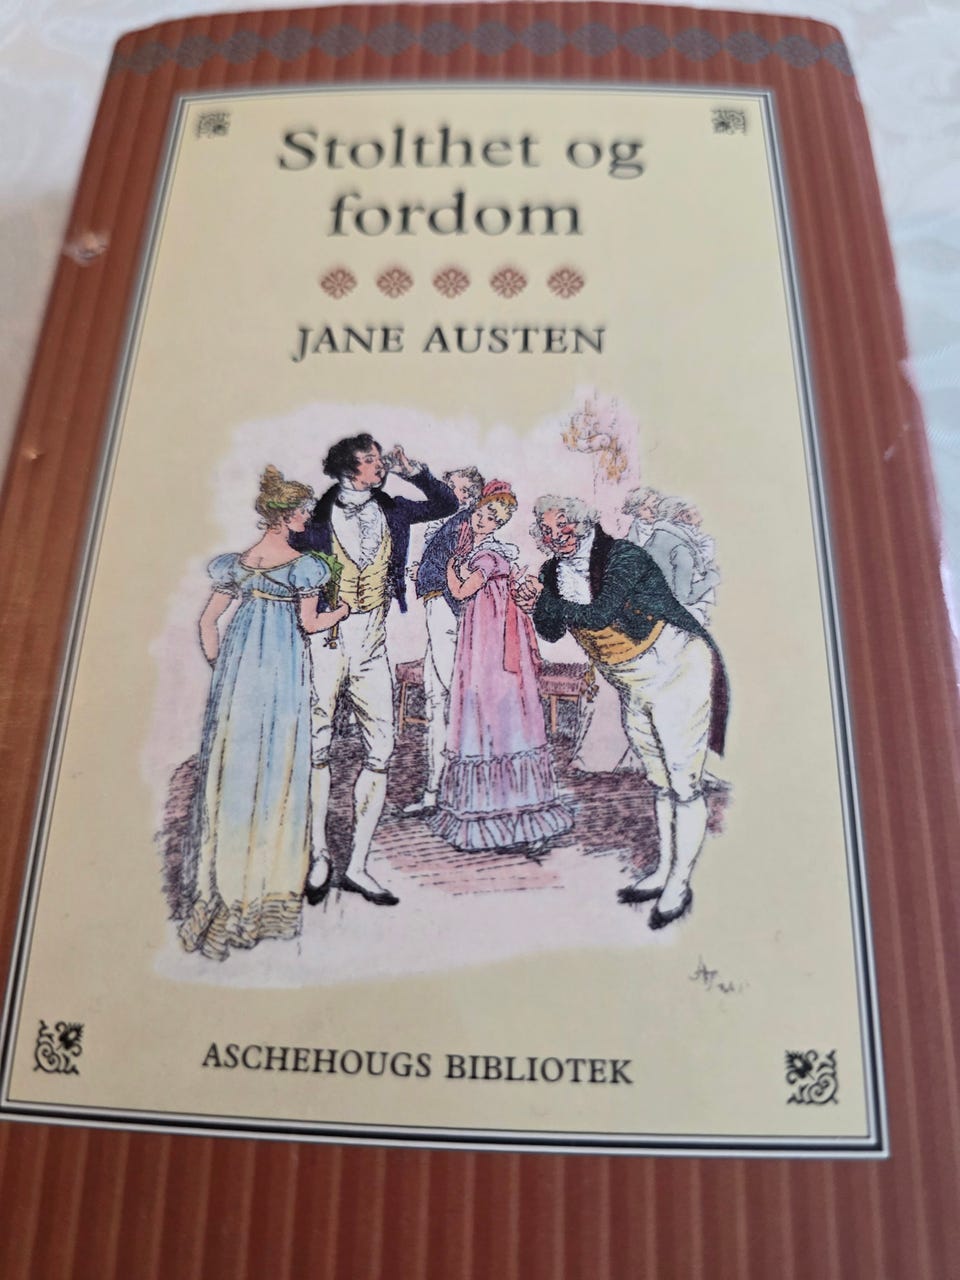 Stolthet og
fordom
JANE AUSTEN
ASCHEHOUGS BIBLIOTEK